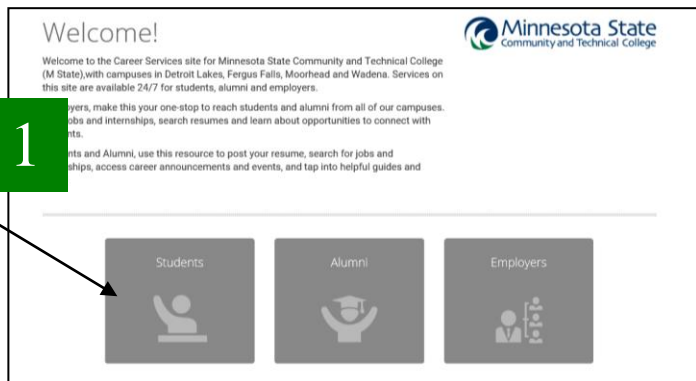 Welcome!
Minnesota State
Community and Technical College
Welcome to the Career Services site for Minnesota State Community and Technical College
(M State),with campuses in Detroit Lakes, Fergus Falls, Moorhead and Wadena. Services on
this site are available 24/7 for students, alumni and employers.
make this your one-stop to reach students and alumni from all of our campuses.
and internships, search resumes and learn about opportunities to connect with
1
and Alumni, use this resource to post your resume, search for jobs and
access career announcements and events, and tap into helpful guides and
Students
Alumni
Employers